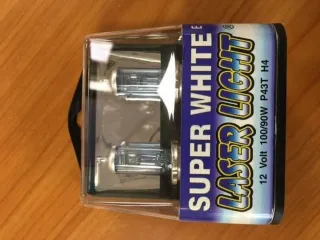 SUPER WHITE
LASER LIGHT®
12 Volt 100/90W P43T H4